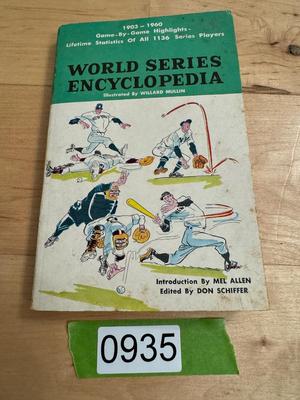 1903 - 1960
Game-By-Game Highlights-
Lifetime Statistics Of All 1136 Series Players
WORLD SERIES
ENCYCLOPEDIA
Illustrated By WILLARD MULLIN
Introduction By MEL ALLEN
Edited By DON SCHIFFER
0935